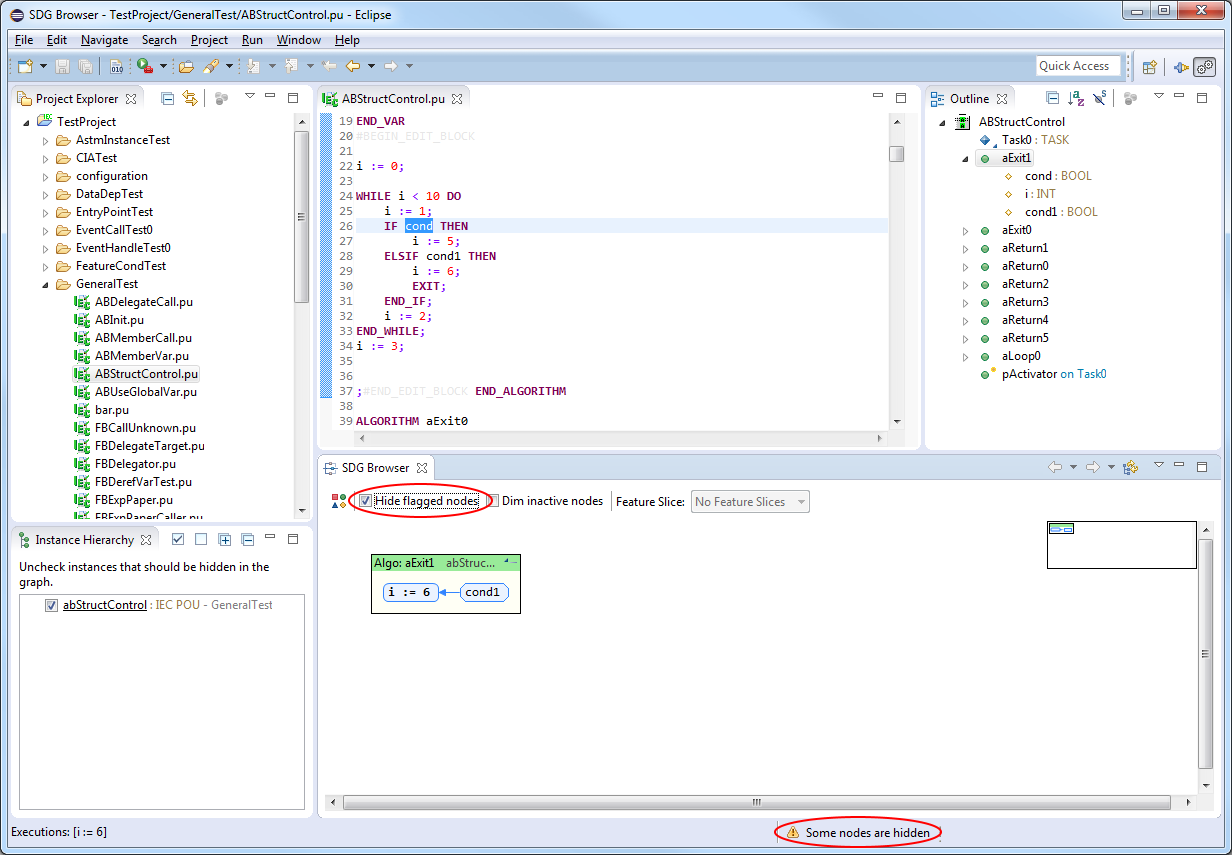 SDG Browser - TestProject/GeneralTest/ABStructControl.pu - Eclipse
File Edit Navigate Search Project Run Window Help
010 Quick Access
Project Explorer
TestProject
AstmInstanceTest
CIATest
configuration
DataDepTest
EntryPointTest
EventCallTest0
EventHandleTest0
FeatureCondTest
GeneralTest
ABDelegateCall.pu
ABInit.pu
ABMemberCall.pu
ABMemberVar.pu
ABStructControl.pu
ABUseGlobalVar.pu
bar.pu
FBCallUnknown.pu
FBDelegateTarget.pu
FBDelegator.pu
FBDerefVarTest.pu
FBExpPaper.pu
FBExpPaperCaller.pu
ABStructControl.pu
19 END_VAR
20 #BEGIN_EDIT_BLOCK
21
22 i := 0;
23
24 WHILE i < 10 DO
25 i := 1;
26 IF cond THEN
27 i := 5;
28 ELSIF cond1 THEN
29 i := 6;
30 EXIT;
31 END_IF;
32 i := 2;
33 END_WHILE;
34 i := 3;
35
36
37 ;#END_EDIT_BLOCK END_ALGORITHM
38
39 ALGORITHM aExit0
Outline
ABStructControl
Task0 : TASK
aExit1
cond : BOOL
i : INT
cond1 : BOOL
aExit0
aReturn1
aReturn0
aReturn2
aReturn3
aReturn4
aReturn5
aLoop0
pActivator on Task0
Instance Hierarchy
Uncheck instances that should be hidden in the
graph.
abStructControl : IEC POU - GeneralTest
SDG Browser
Hide flagged nodes Dim inactive nodes Feature Slice: No Feature Slices
Algo: aExit1 abStruc...
i := 6 cond1
Executions: [i := 6] Some nodes are hidden